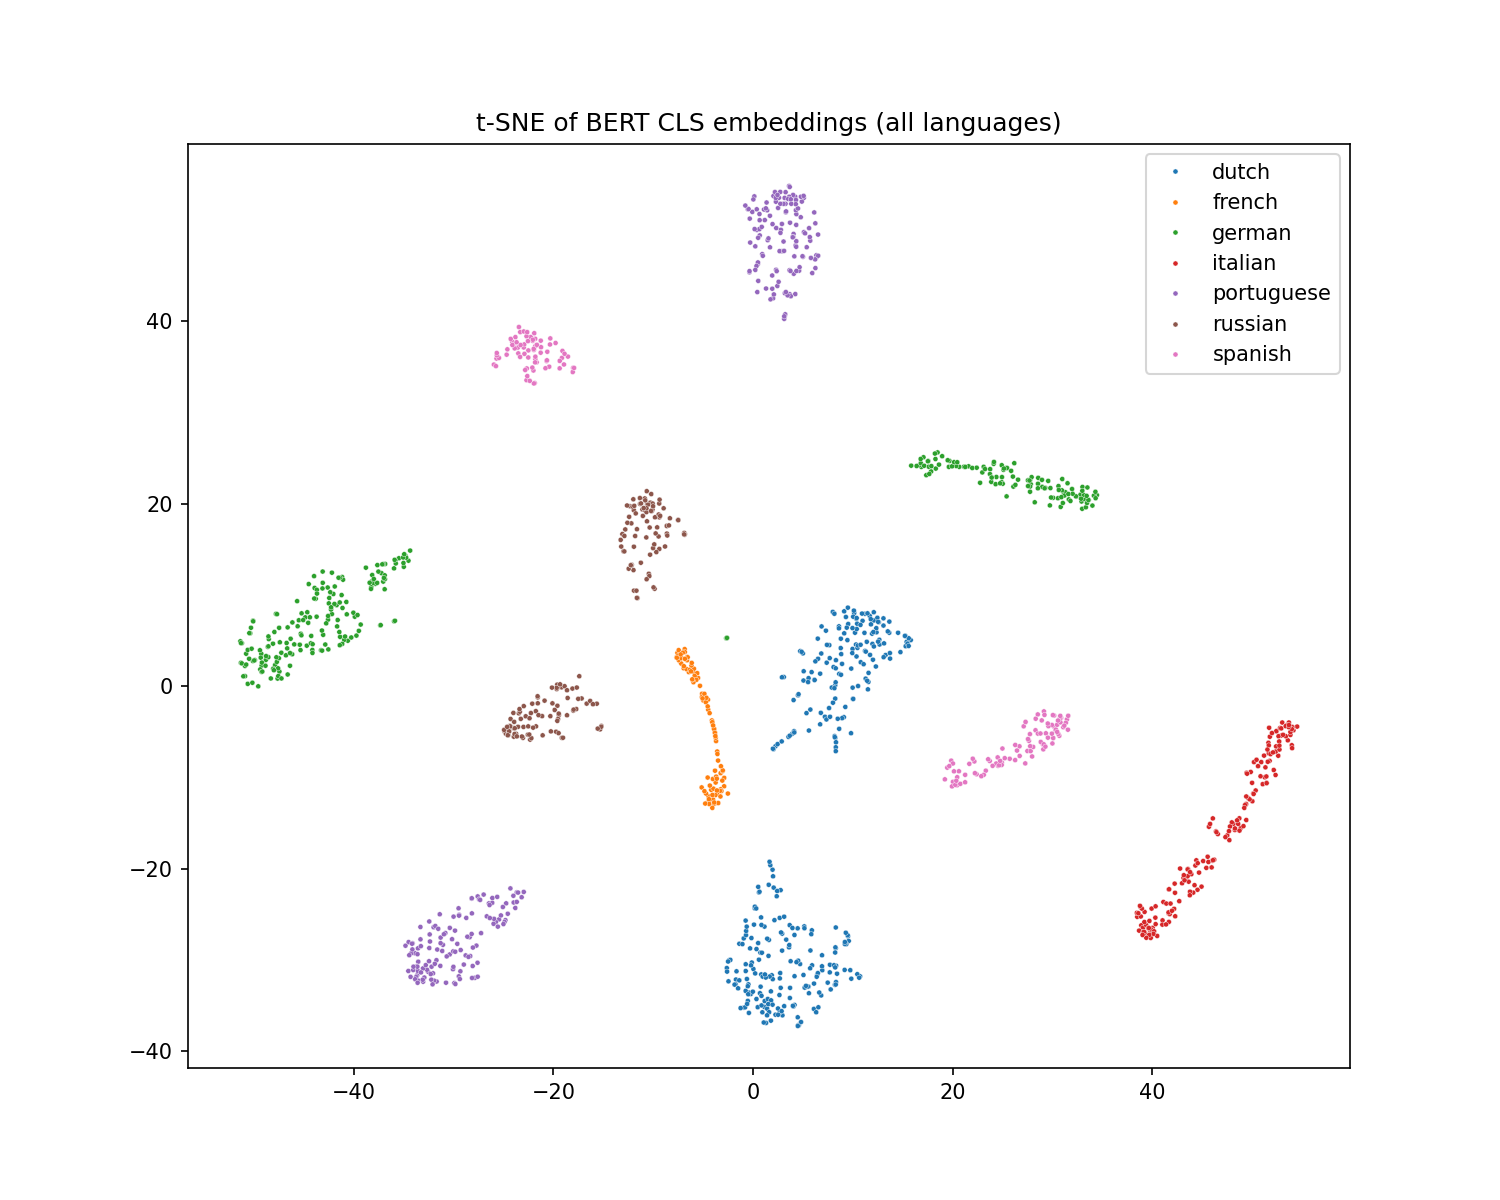 t-SNE of BERT CLS embeddings (all languages)
dutch
french
german
italian
portuguese
russian
spanish
40
20
0
−20
−40
−40
−20
0
20
40